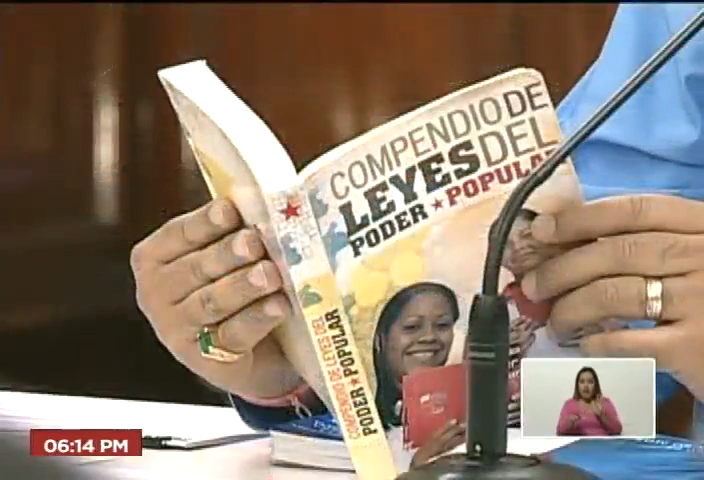 COMPENDIO DE
LEYES DEL
PODER ★ POPULAR
COMPENDIO DE LEYES DEL
PODER ★ POPULAR
06:14 PM